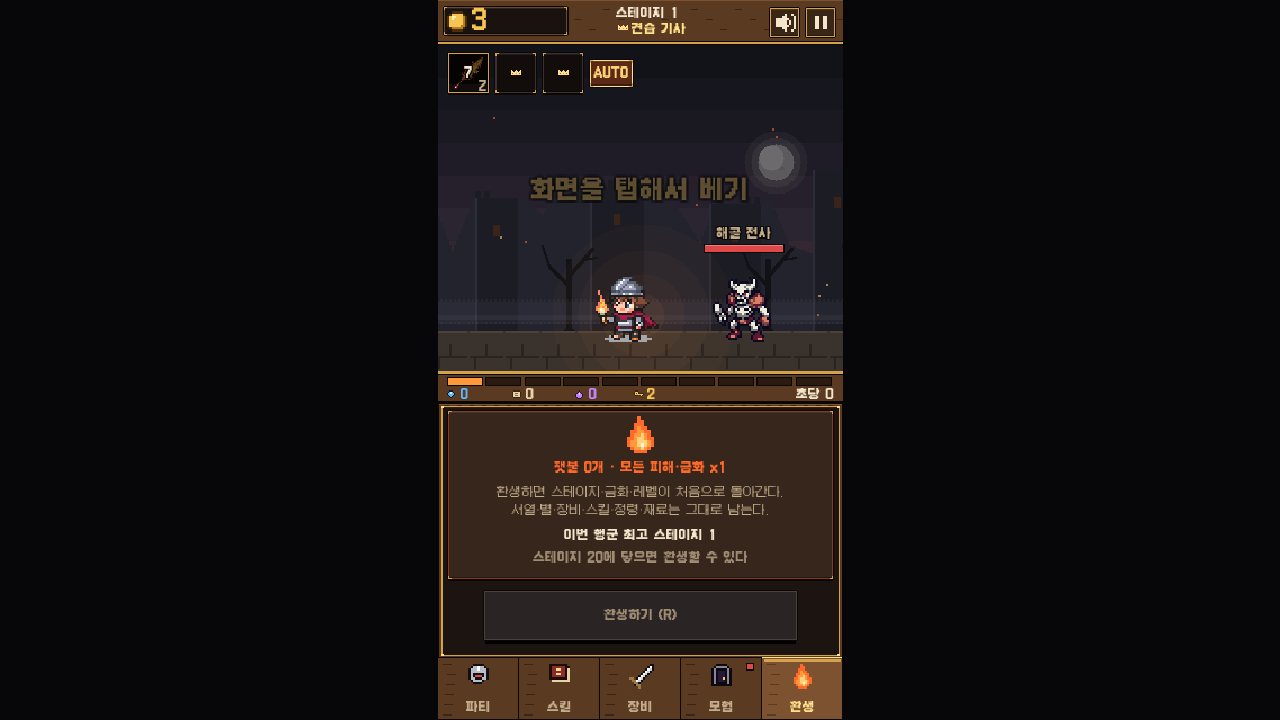 3
스테이지 1
견습 기사
7
Z
AUTO
화면을 탭해서 베기
해골 전사
0
0
0
2
초당 0
잿불 0개 · 모든 피해·금화 x1
환생하면 스테이지·금화·레벨이 처음으로 돌아간다.
서열·별·장비·스킬·정령·재료는 그대로 남는다.
이번 행군 최고 스테이지 1
스테이지 20에 닿으면 환생할 수 있다
환생하기 (R)
파티
스킬
장비
모험
환생